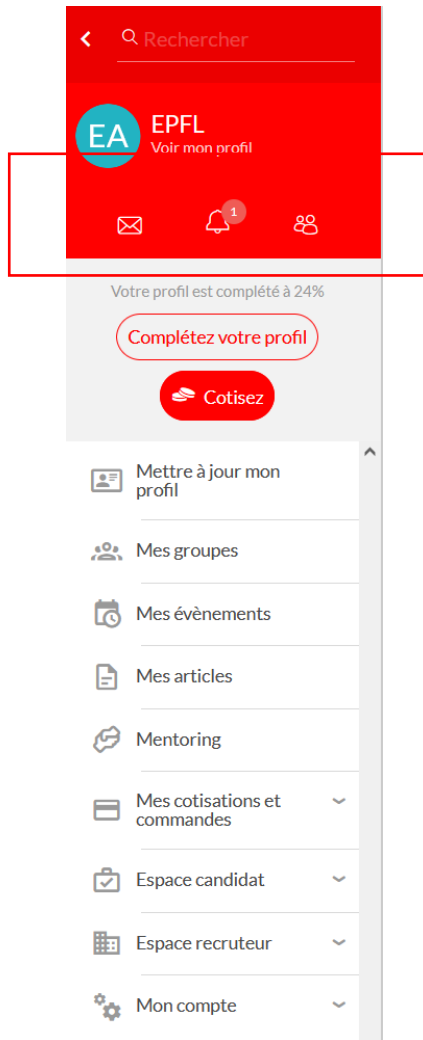 Rechercher
EA
EPFL
Voir mon profil
1
Votre profil est complété à 24%
Complétez votre profil
Cotisez
Mettre à jour mon
profil
Mes groupes
Mes évènements
Mes articles
Mentoring
Mes cotisations et
commandes
Espace candidat
Espace recruteur
Mon compte